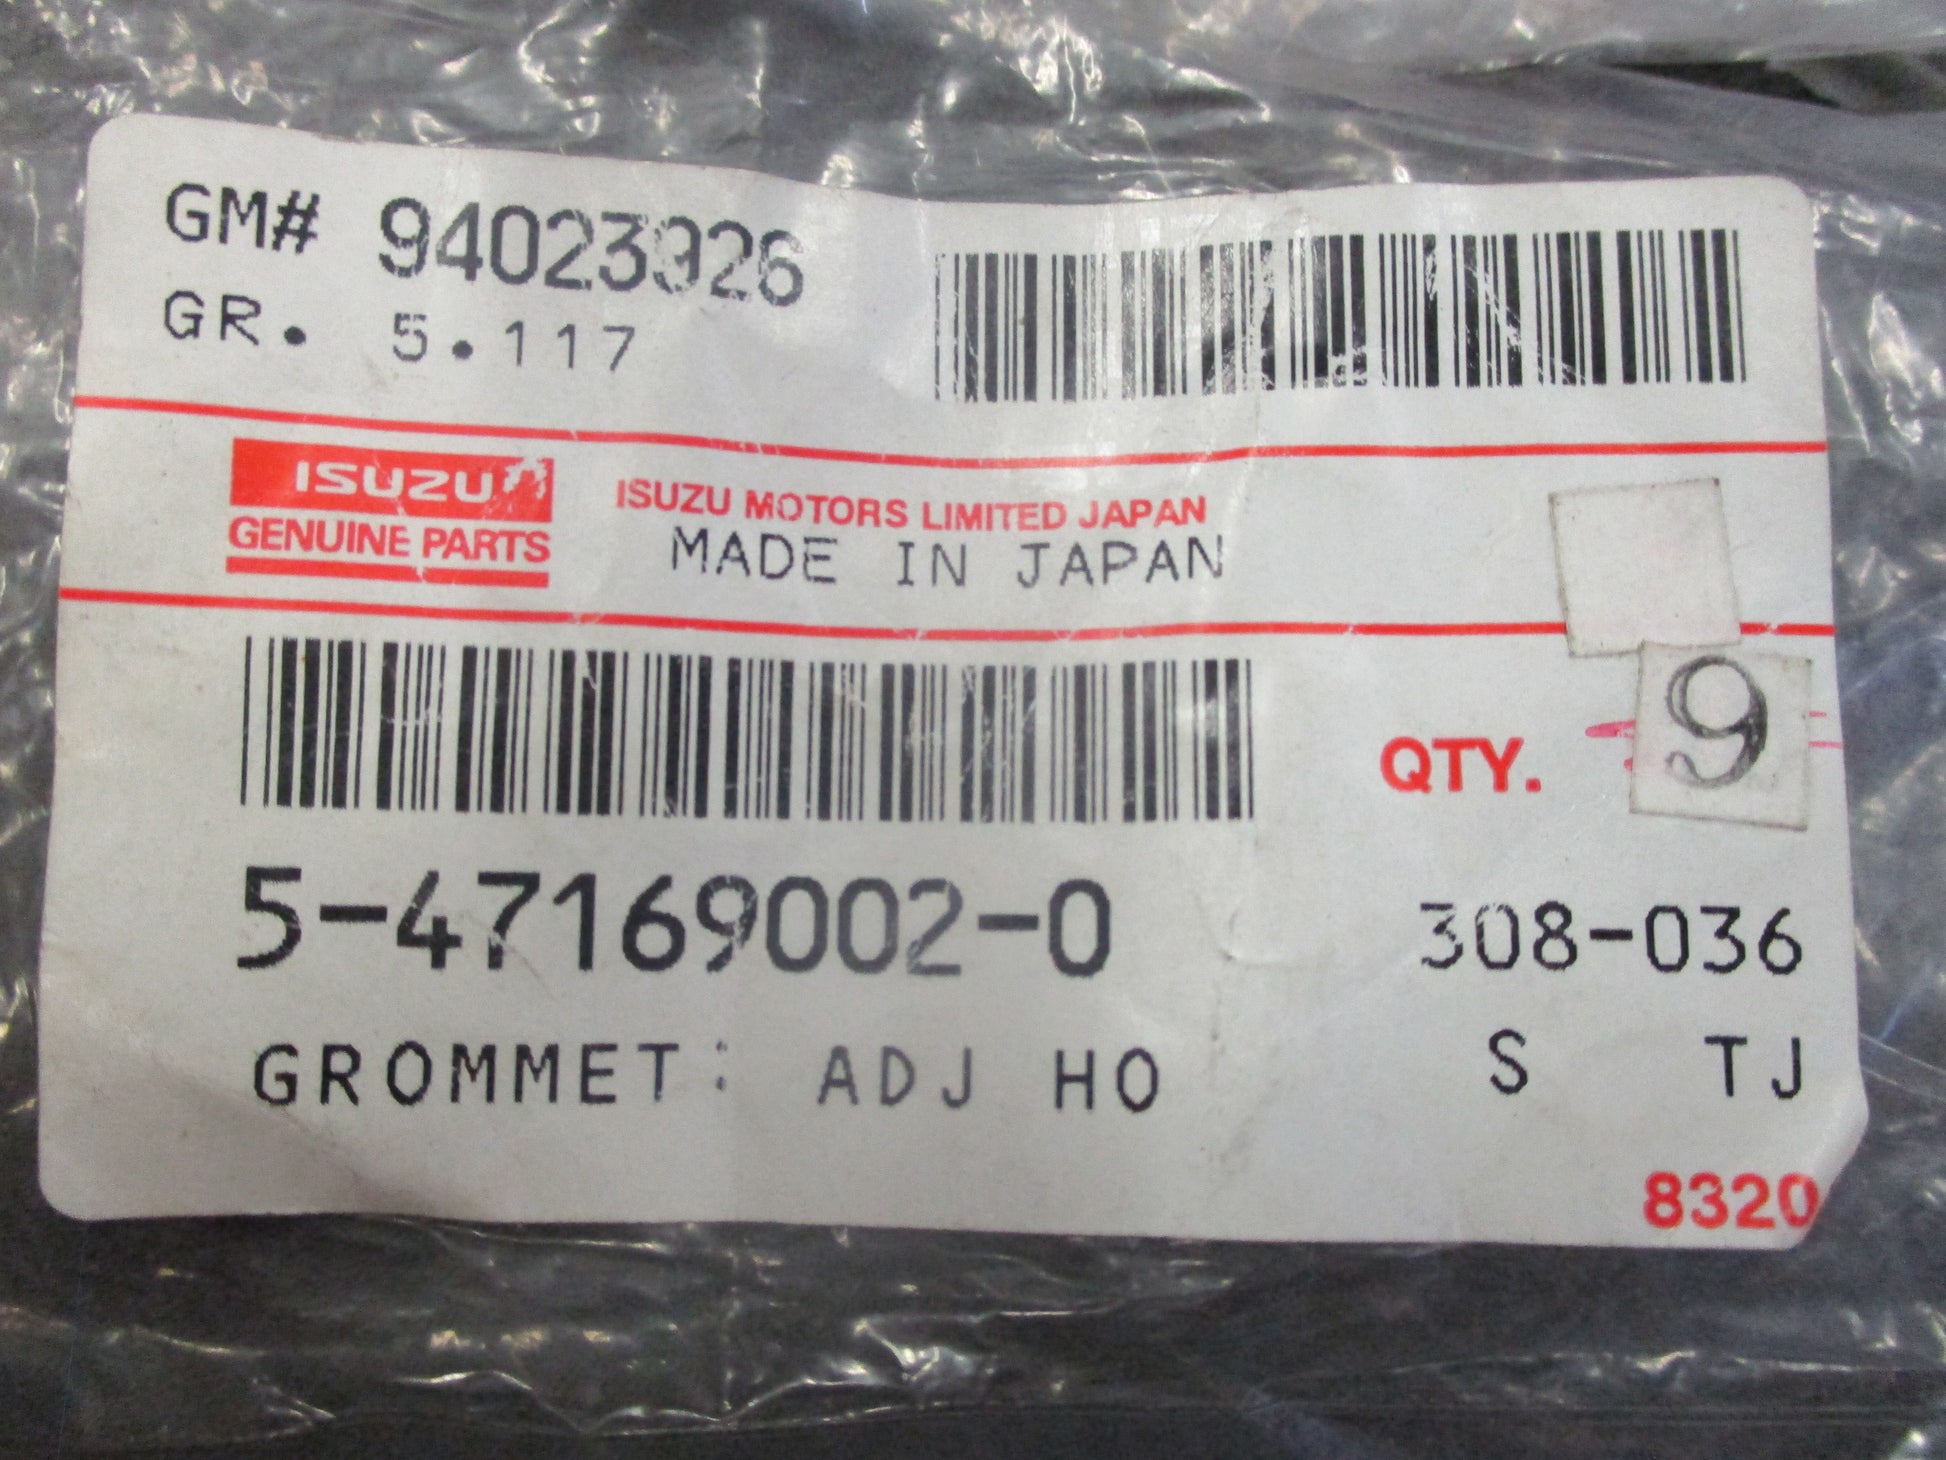 GM# 94023926
GR. 5.117
ISUZU
GENUINE PARTS
ISUZU MOTORS LIMITED JAPAN
MADE IN JAPAN
QTY. 9
5-47169002-0
308-036
GROMMET: ADJ HO
S TJ
8320